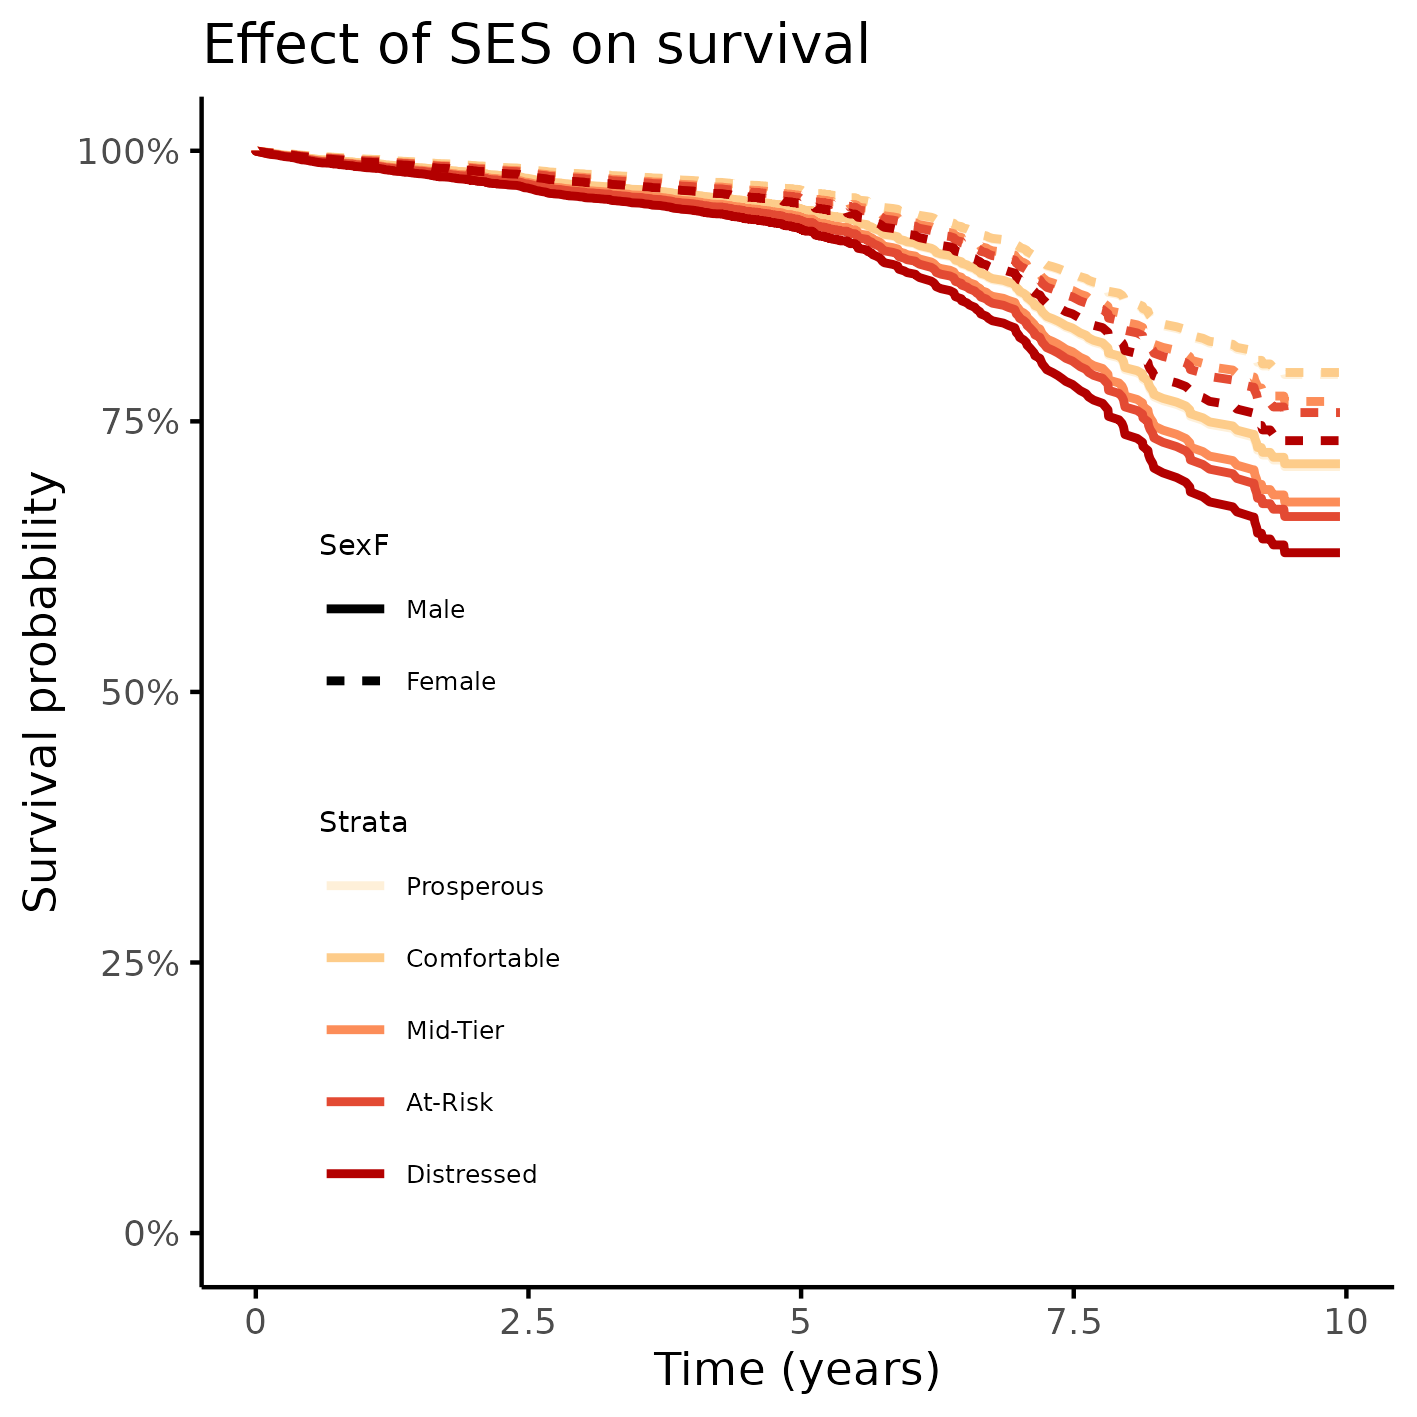 Effect of SES on survival
Survival probability
100%
75%
50%
25%
0%
SexF
Male
Female
Strata
Prosperous
Comfortable
Mid-Tier
At-Risk
Distressed
0 2.5 5 7.5 10
Time (years)